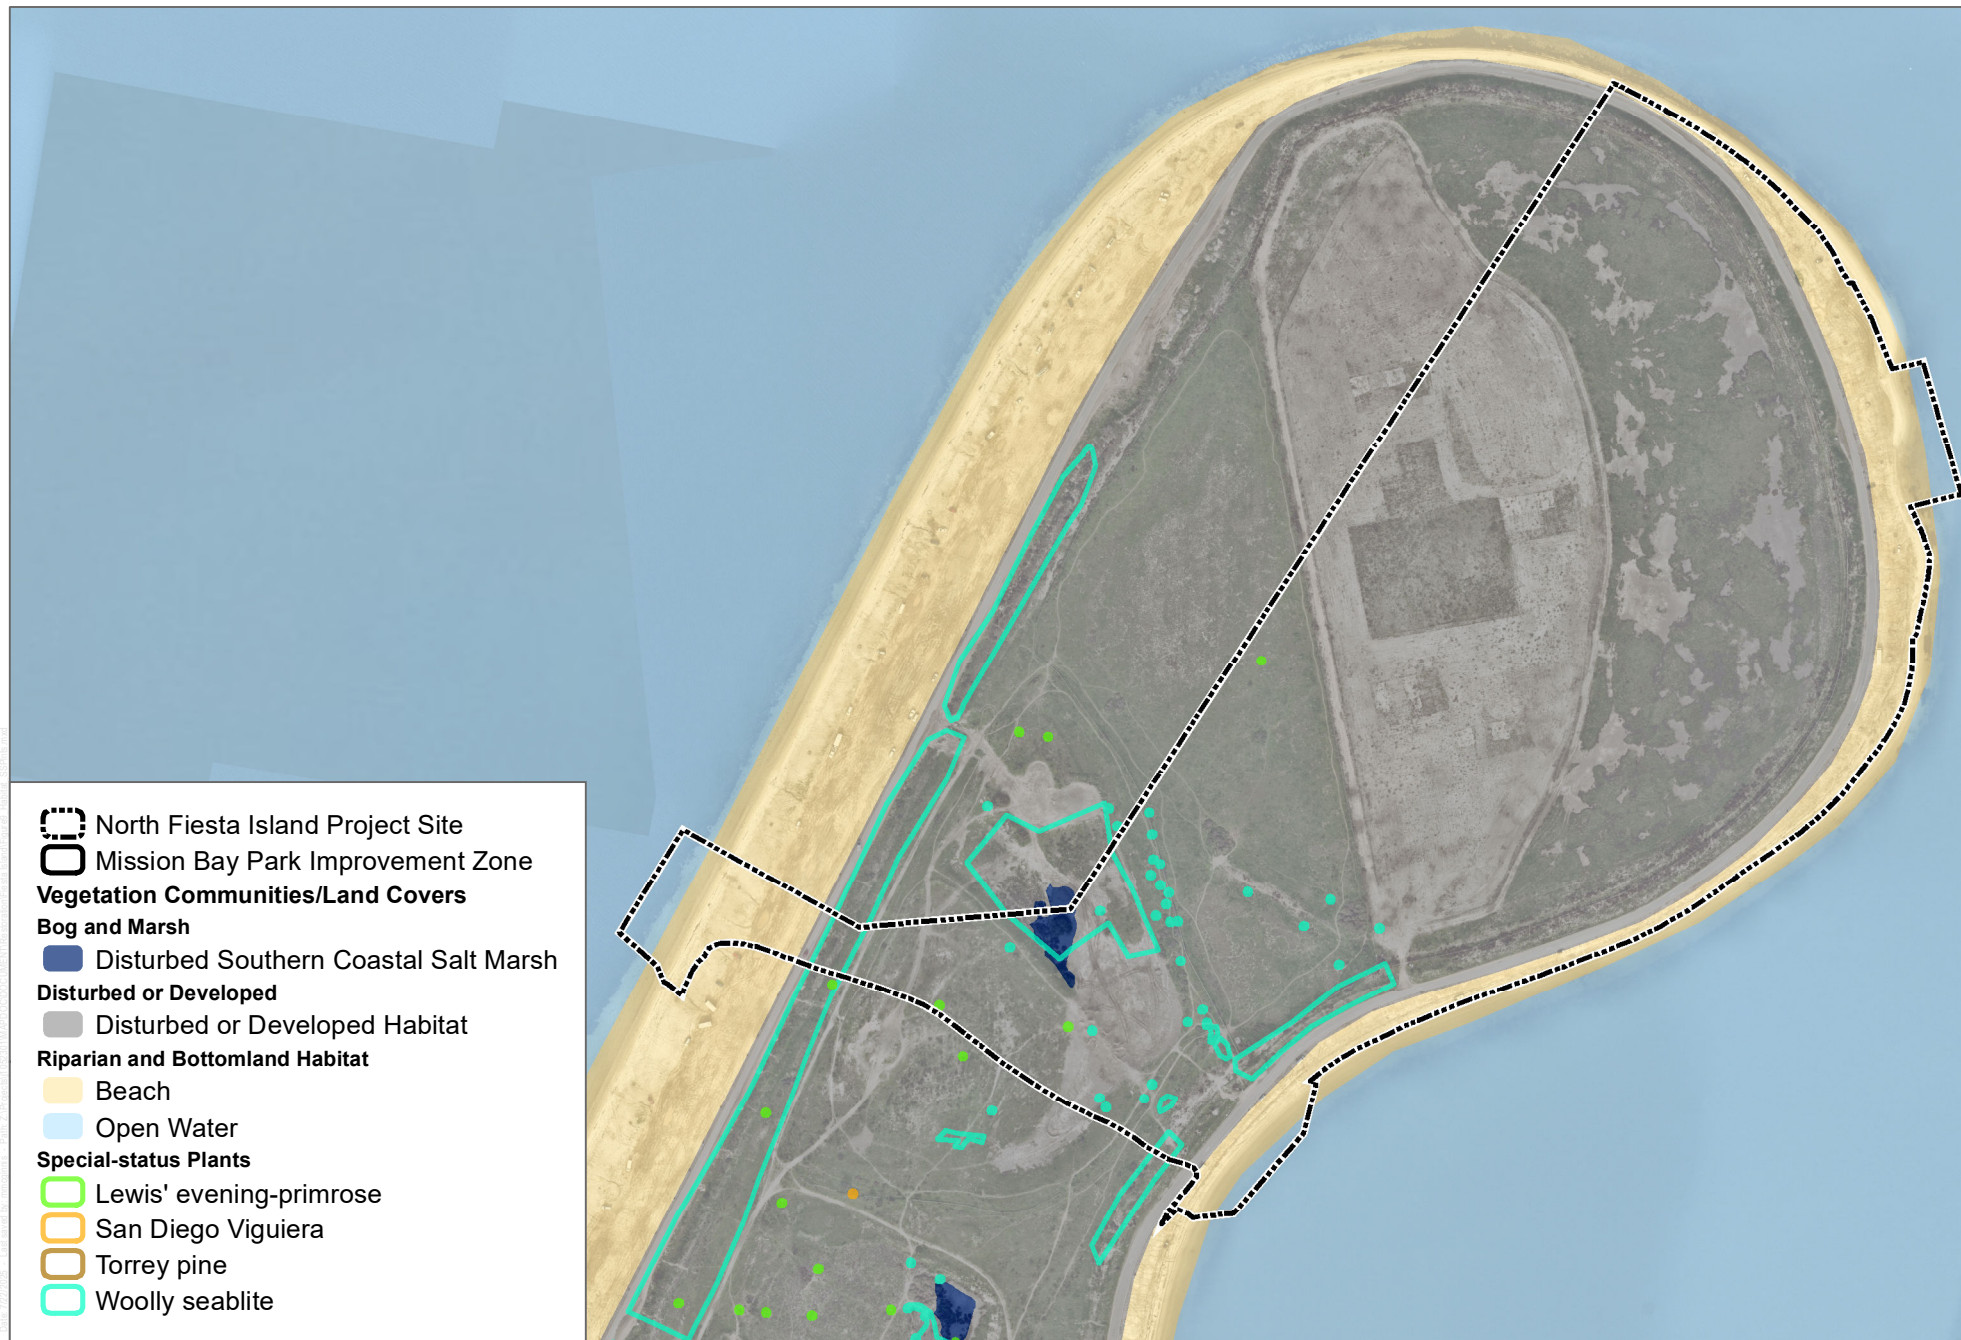 North Fiesta Island Project Site
Mission Bay Park Improvement Zone
Vegetation Communities/Land Covers
Bog and Marsh
Disturbed Southern Coastal Salt Marsh
Disturbed or Developed
Disturbed or Developed Habitat
Riparian and Bottomland Habitat
Beach
Open Water
Special-status Plants
Lewis' evening-primrose
San Diego Viguiera
Torrey pine
Woolly seablite